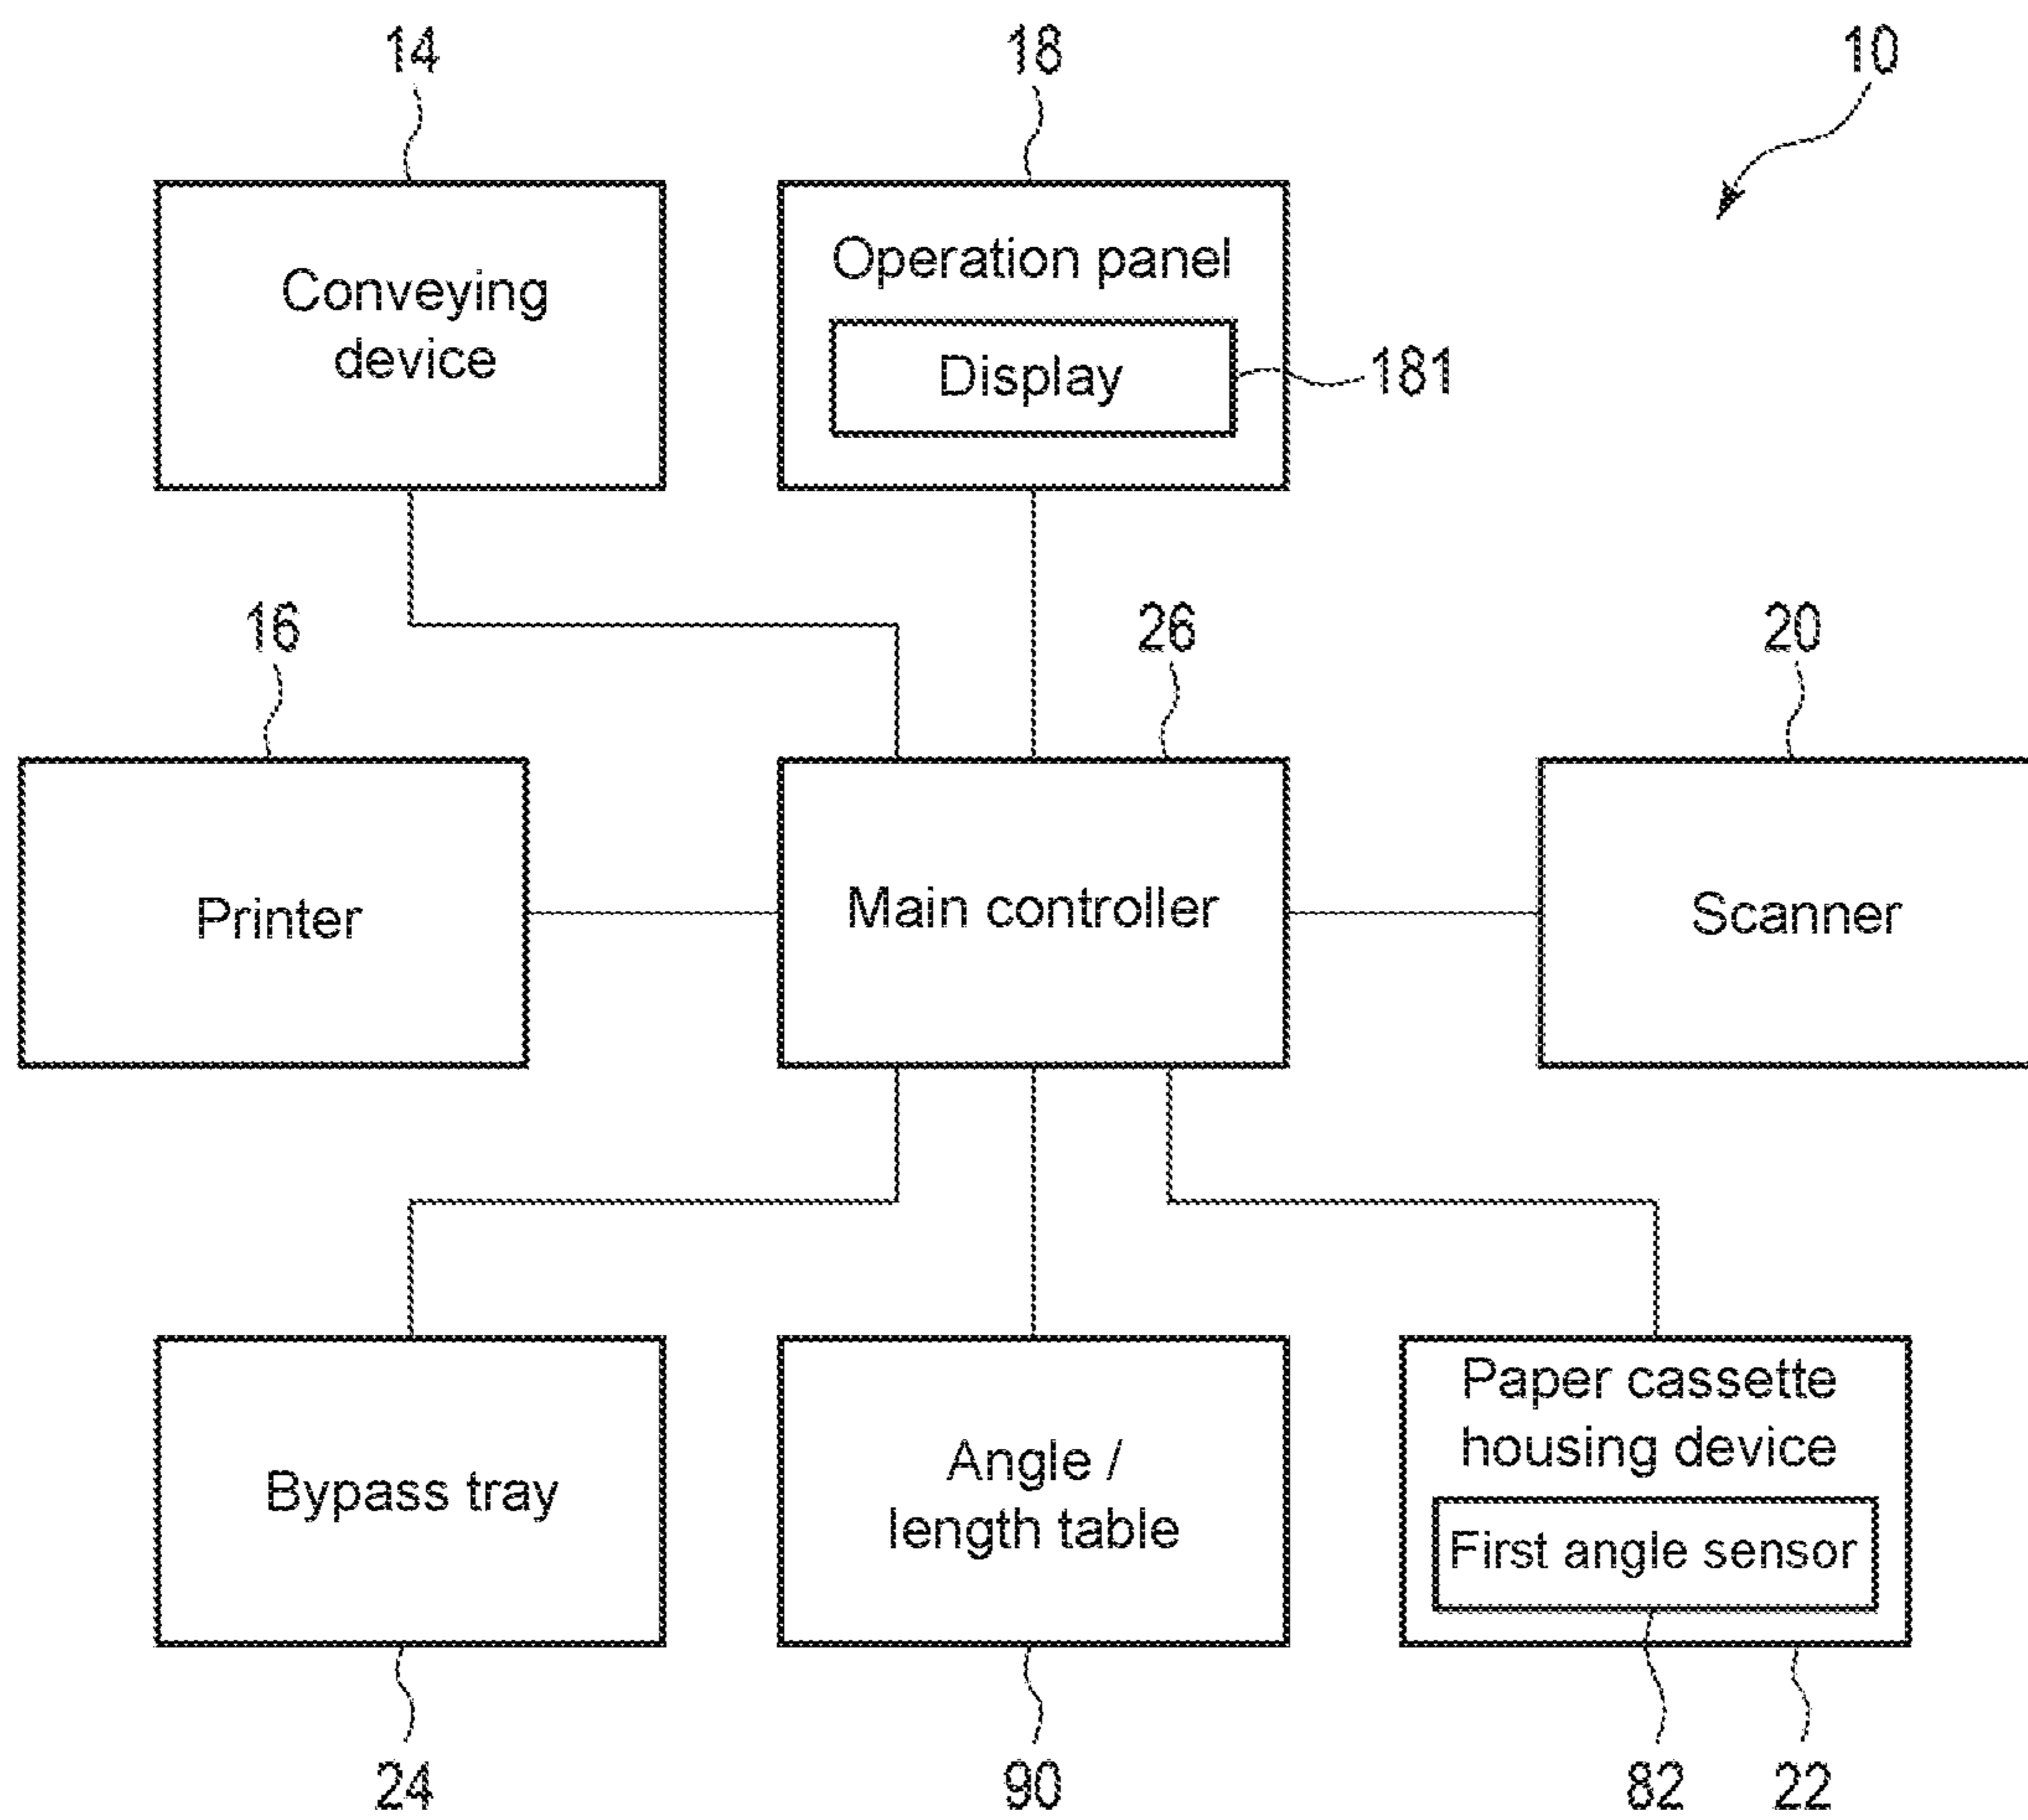 14
18
10
Conveying
device
Operation panel
Display
181
16
26
20
Printer
Main controller
Scanner
Bypass tray
Angle /
length table
Paper cassette
housing device
First angle sensor
24
90
82
22